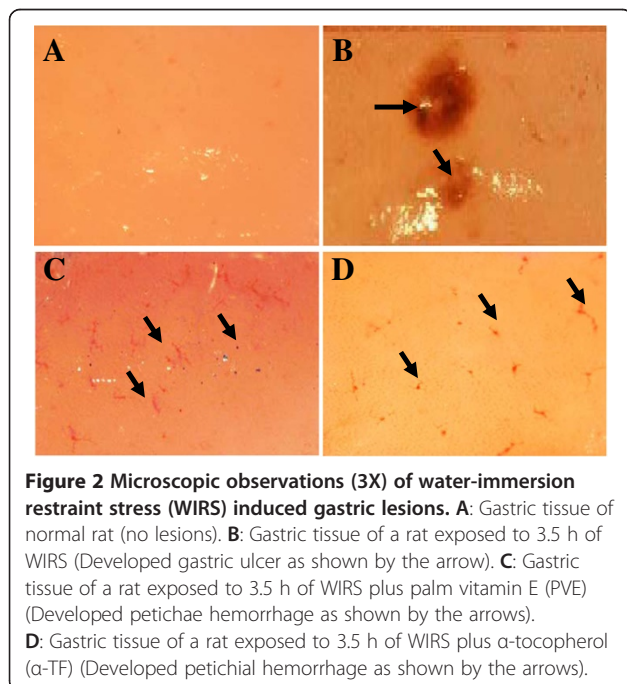 A
B
C
D
Figure 2 Microscopic observations (3X) of water-immersion
restraint stress (WIRS) induced gastric lesions. A: Gastric tissue of
normal rat (no lesions). B: Gastric tissue of a rat exposed to 3.5 h of
WIRS (Developed gastric ulcer as shown by the arrow). C: Gastric
tissue of a rat exposed to 3.5 h of WIRS plus palm vitamin E (PVE)
(Developed petichae hemorrhage as shown by the arrows).
D: Gastric tissue of a rat exposed to 3.5 h of WIRS plus α-tocopherol
(α-TF) (Developed petichial hemorrhage as shown by the arrows).